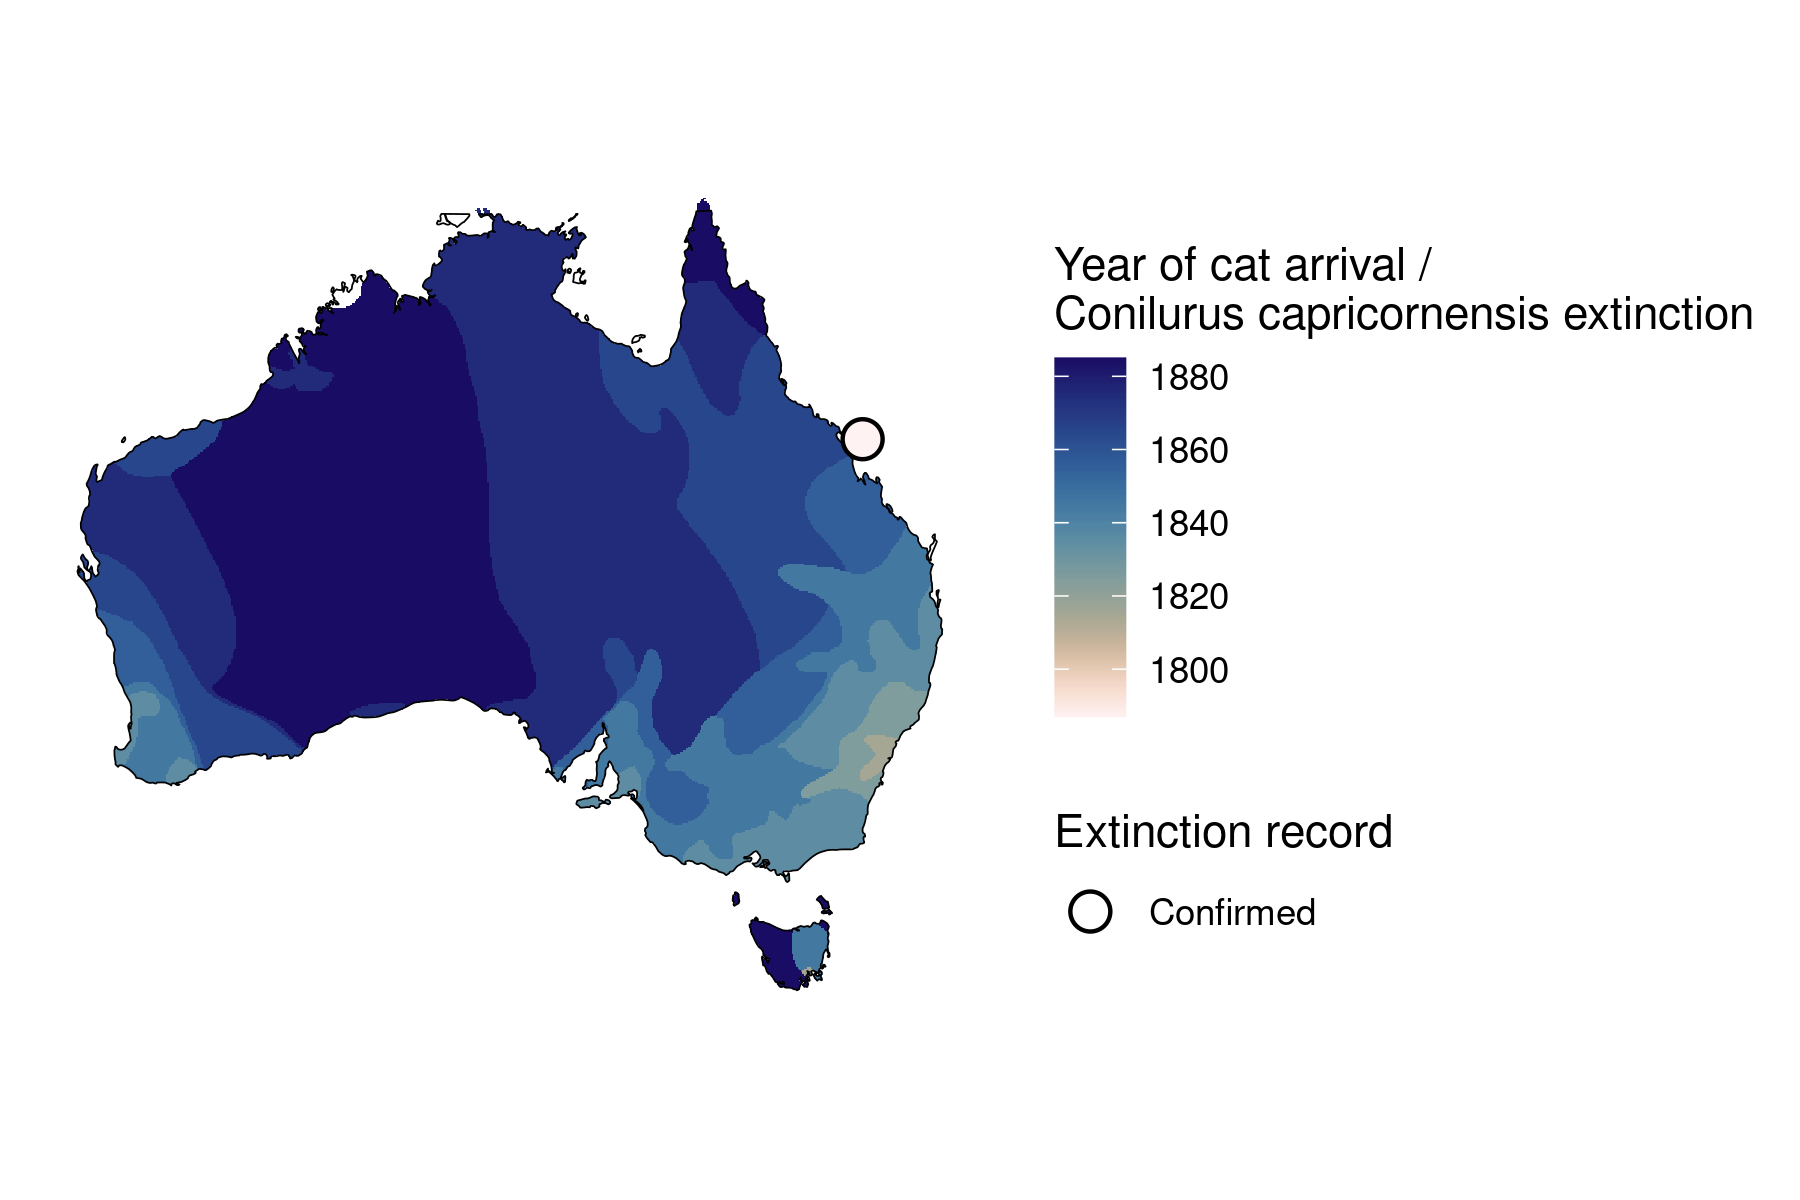 Year of cat arrival /
Conilurus capricornensis extinction
1880
1860
1840
1820
1800
Extinction record
Confirmed